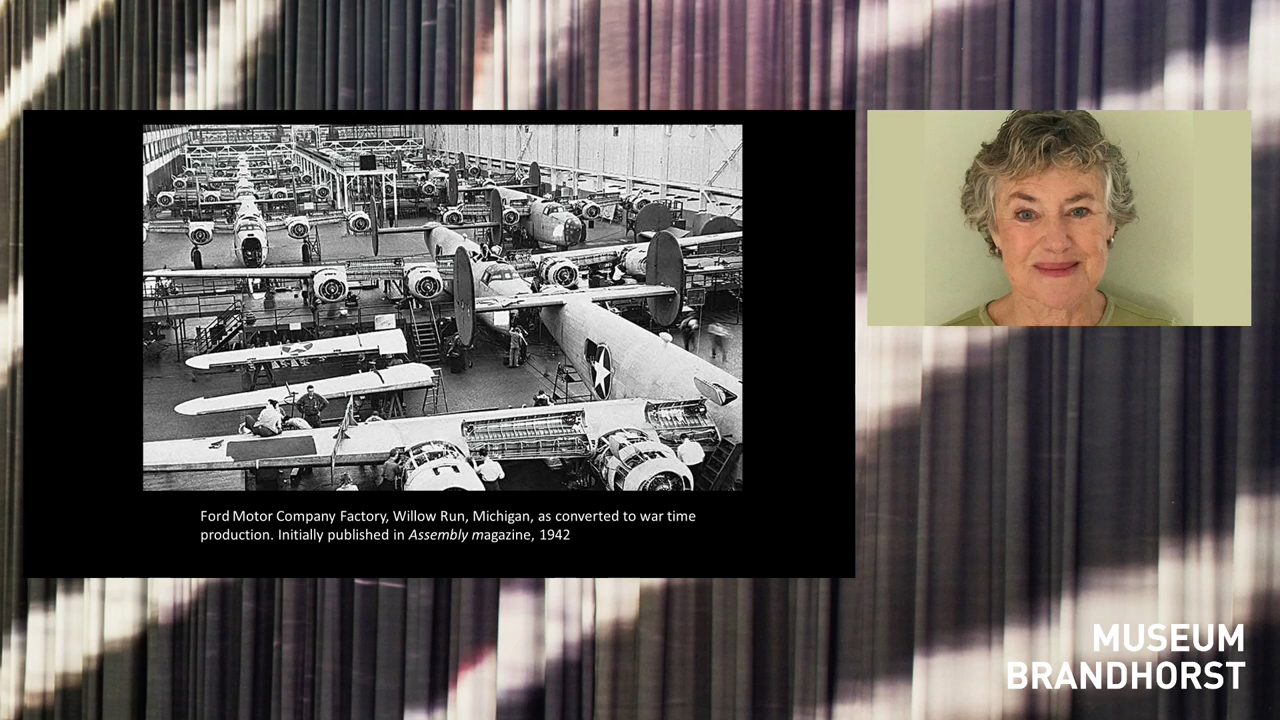 Ford Motor Company Factory, Willow Run, Michigan, as converted to war time
production. Initially published in Assembly magazine, 1942
MUSEUM
BRANDHORST